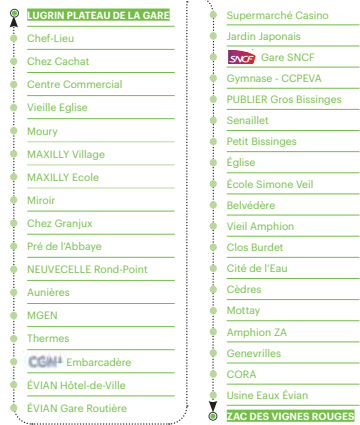 LUGRIN PLATEAU DE LA GARE
Chef-Lieu
Chez Cachat
Centre Commercial
Vieille Eglise
Moury
MAXILLY Village
MAXILLY Ecole
Miroir
Chez Granjux
Pré de l'Abbaye
NEUVECELLE Rond-Point
Aunières
MGEN
Thermes
Embarcadère
ÉVIAN Hôtel-de-Ville
ÉVIAN Gare Routière
Supermarché Casino
Jardin Japonais
SNCF Gare SNCF
Gymnase - CCPEVA
PUBLIER Gros Bissinges
Senaillet
Petit Bissinges
Église
École Simone Veil
Belvédère
Vieil Amphion
Clos Burdet
Cité de l'Eau
Cèdres
Mottay
Amphion ZA
Genevrilles
CORA
Usine Eaux Évian
ZAC DES VIGNES ROUGES